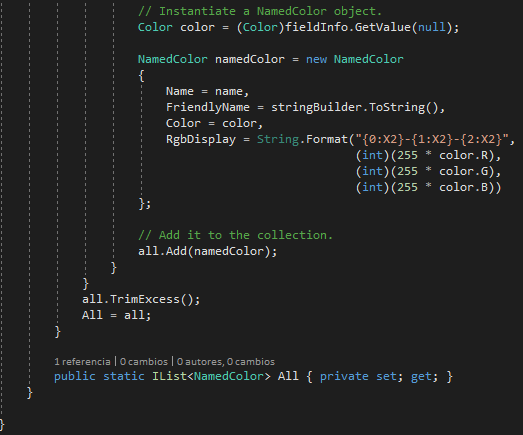 // Instantiate a NamedColor object.
Color color = (Color)fieldInfo.GetValue(null);
NamedColor namedColor = new NamedColor
{
Name = name,
FriendlyName = stringBuilder.ToString(),
Color = color,
RgbDisplay = String.Format("{0:X2}-{1:X2}-{2:X2}",
(int)(255 * color.R),
(int)(255 * color.G),
(int)(255 * color.B))
};
// Add it to the collection.
all.Add(namedColor);
}
}
all.TrimExcess();
All = all;
}
1 referencia | 0 cambios | 0 autores, 0 cambios
public static IList<NamedColor> All { private set; get; }
}
}